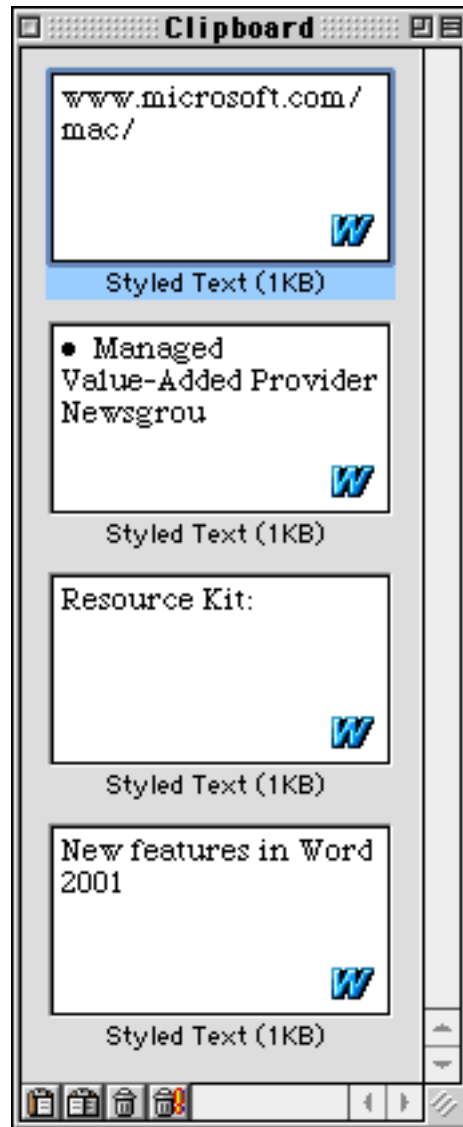 Clipboard
www.microsoft.com/
mac/
Styled Text (1KB)
• Managed
Value-Added Provider
Newsgrou
Styled Text (1KB)
Resource Kit:
Styled Text (1KB)
New features in Word
2001
Styled Text (1KB)